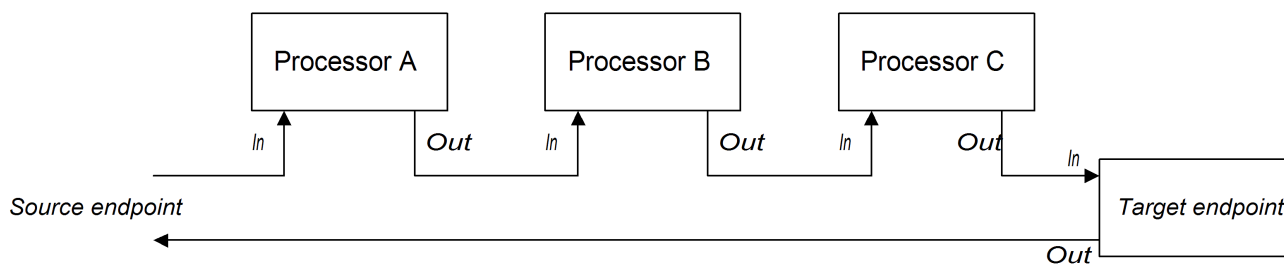 Processor A
Processor B
Processor C
In
Out
In
Out
In
Out
In
Source endpoint
Target endpoint
Out